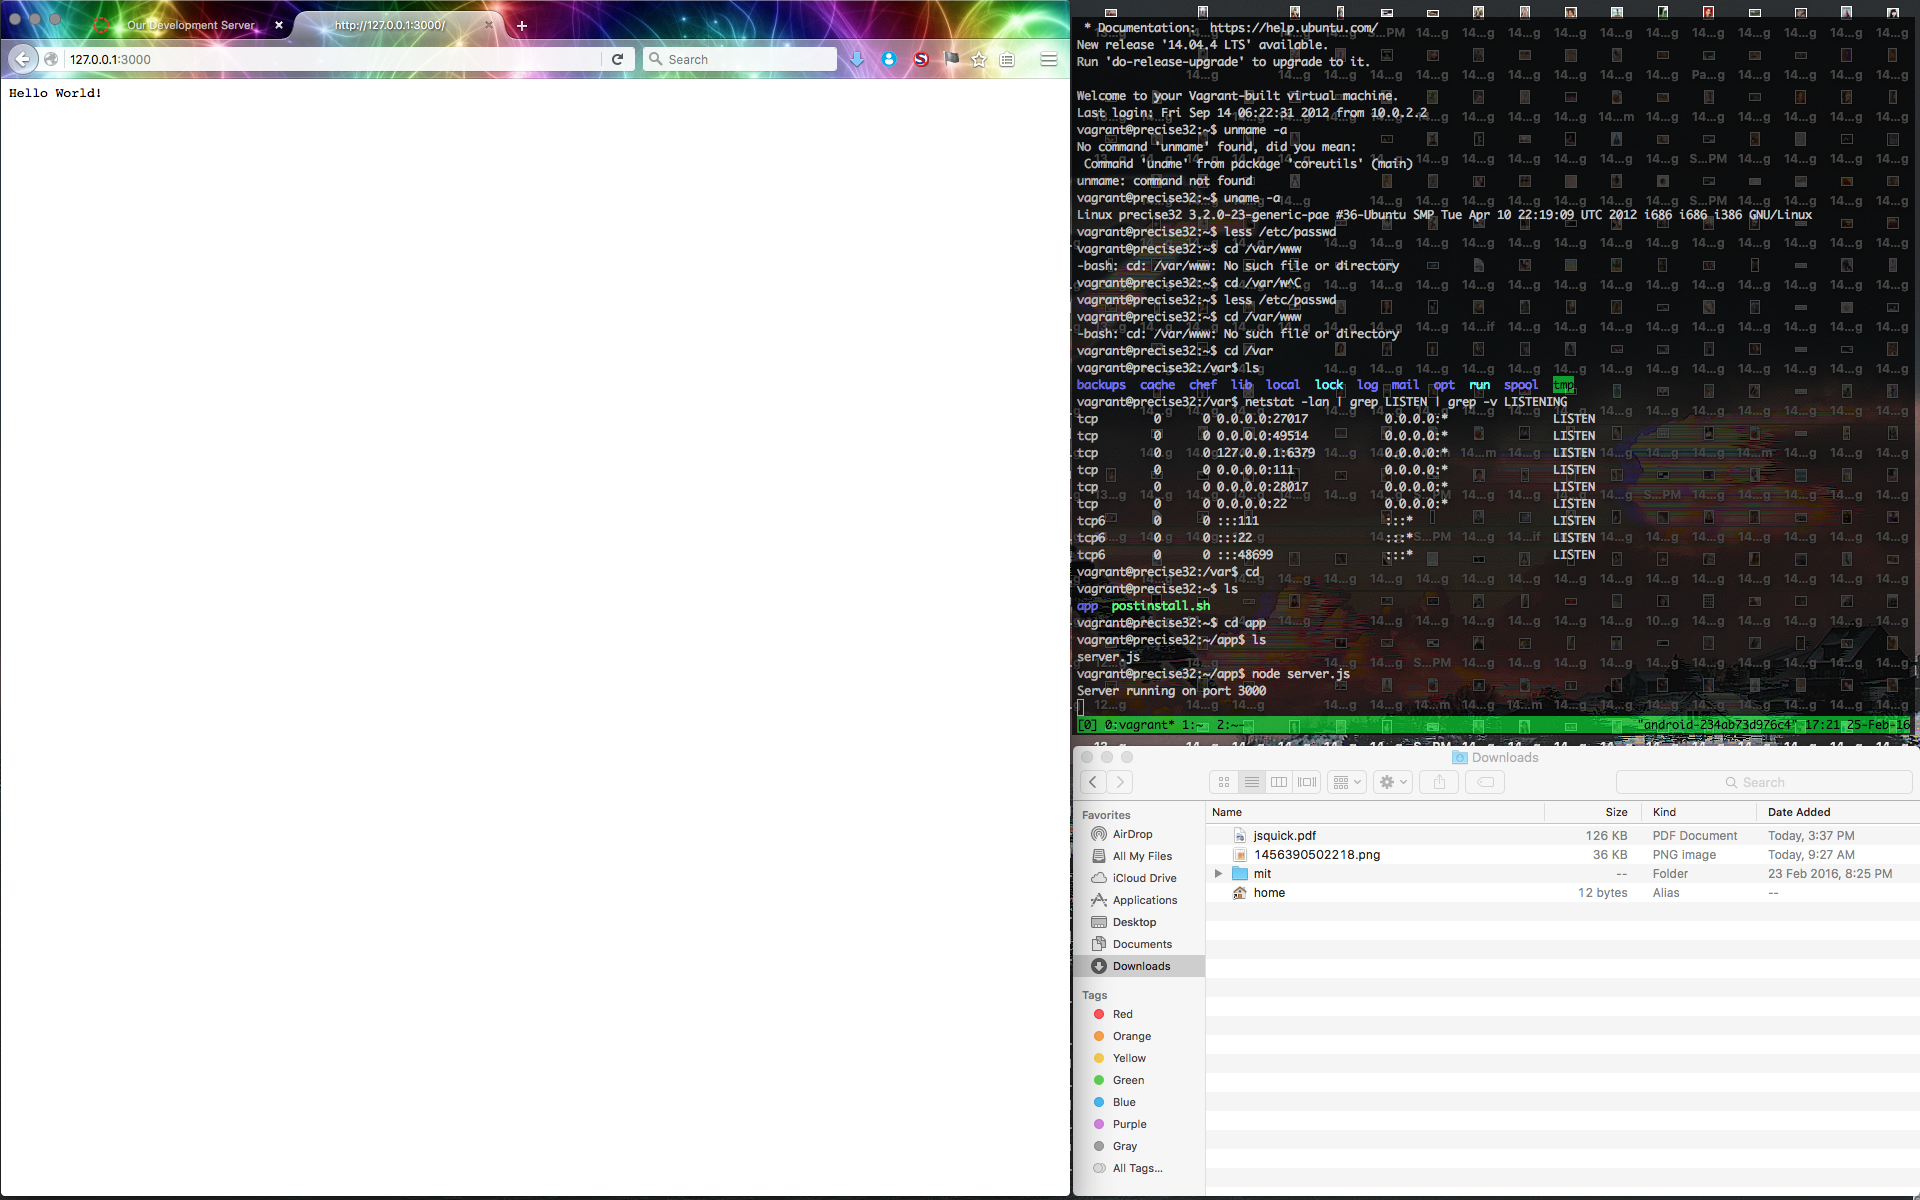 Our Development Server
http://127.0.0.1:3000/
127.0.0.1:3000
Search
Hello World!
* Documentation:  https://help.ubuntu.com/
New release '14.04.4 LTS' available.
Run 'do-release-upgrade' to upgrade to it.
Welcome to your Vagrant-built virtual machine.
Last login: Fri Sep 14 06:22:31 2012 from 10.0.2.2
vagrant@precise32:~$ unmame -a
No command 'unmame' found, did you mean:
Command 'uname' from package 'coreutils' (main)
unmame: command not found
vagrant@precise32:~$ uname -a
Linux precise32 3.2.0-23-generic-pae #36-Ubuntu SMP Tue Apr 10 22:19:09 UTC 2012 i686 i686 i386 GNU/Linux
vagrant@precise32:~$ less /etc/passwd
vagrant@precise32:~$ cd /var/www
-bash: cd: /var/www: No such file or directory
vagrant@precise32:~$ cd /var/w^C
vagrant@precise32:~$ less /etc/passwd
vagrant@precise32:~$ cd /var/www
-bash: cd: /var/www: No such file or directory
vagrant@precise32:~$ cd /var
vagrant@precise32:/var$ ls
backups cache chef lib local lock log mail opt run spool tmp
vagrant@precise32:/var$ netstat -lan | grep LISTEN | grep -v LISTENING
tcp 0 0 0.0.0.0:27017 0.0.0.0:* LISTEN
tcp 0 0 0.0.0.0:49514 0.0.0.0:* LISTEN
tcp 0 0 127.0.0.1:6379 0.0.0.0:* LISTEN
tcp 0 0 0.0.0.0:111 0.0.0.0:* LISTEN
tcp 0 0 0.0.0.0:28017 0.0.0.0:* LISTEN
tcp 0 0 0.0.0.0:22 0.0.0.0:* LISTEN
tcp6 0 0 :::111 :::* LISTEN
tcp6 0 0 :::22 :::* LISTEN
tcp6 0 0 :::48699 :::* LISTEN
vagrant@precise32:/var$ cd
vagrant@precise32:~$ ls
app postinstall.sh
vagrant@precise32:~$ cd app
vagrant@precise32:~/app$ ls
server.js
vagrant@precise32:~/app$ node server.js
Server running on port 3000
[0] 0:vagrant* 1:~ 2:~- "android-234ab73d976c4" 17:21 25-Feb-16
Downloads
Search
Favorites
AirDrop
All My Files
iCloud Drive
Applications
Desktop
Documents
Downloads
Tags
Red
Orange
Yellow
Green
Blue
Purple
Gray
All Tags...
Name Size Kind Date Added
jsquick.pdf 126 KB PDF Document Today, 3:37 PM
1456390502218.png 36 KB PNG image Today, 9:27 AM
mit -- Folder 23 Feb 2016, 8:25 PM
home 12 bytes Alias --